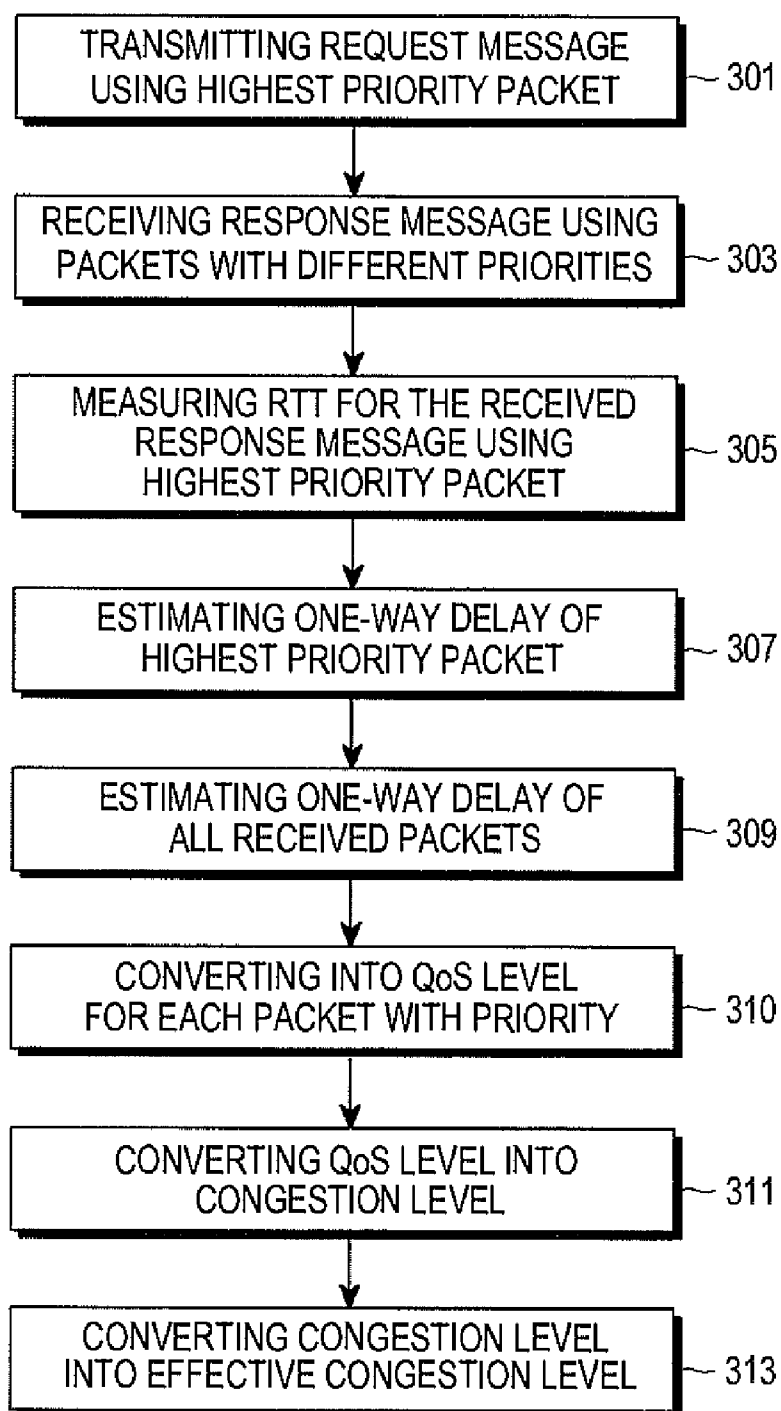 TRANSMITTING REQUEST MESSAGE
USING HIGHEST PRIORITY PACKET
301
RECEIVING RESPONSE MESSAGE USING
PACKETS WITH DIFFERENT PRIORITIES
303
MEASURING RTT FOR THE RECEIVED
RESPONSE MESSAGE USING
HIGHEST PRIORITY PACKET
305
ESTIMATING ONE-WAY DELAY OF
HIGHEST PRIORITY PACKET
307
ESTIMATING ONE-WAY DELAY OF
ALL RECEIVED PACKETS
309
CONVERTING INTO QoS LEVEL
FOR EACH PACKET WITH PRIORITY
310
CONVERTING QoS LEVEL INTO
CONGESTION LEVEL
311
CONVERTING CONGESTION LEVEL
INTO EFFECTIVE CONGESTION LEVEL
313